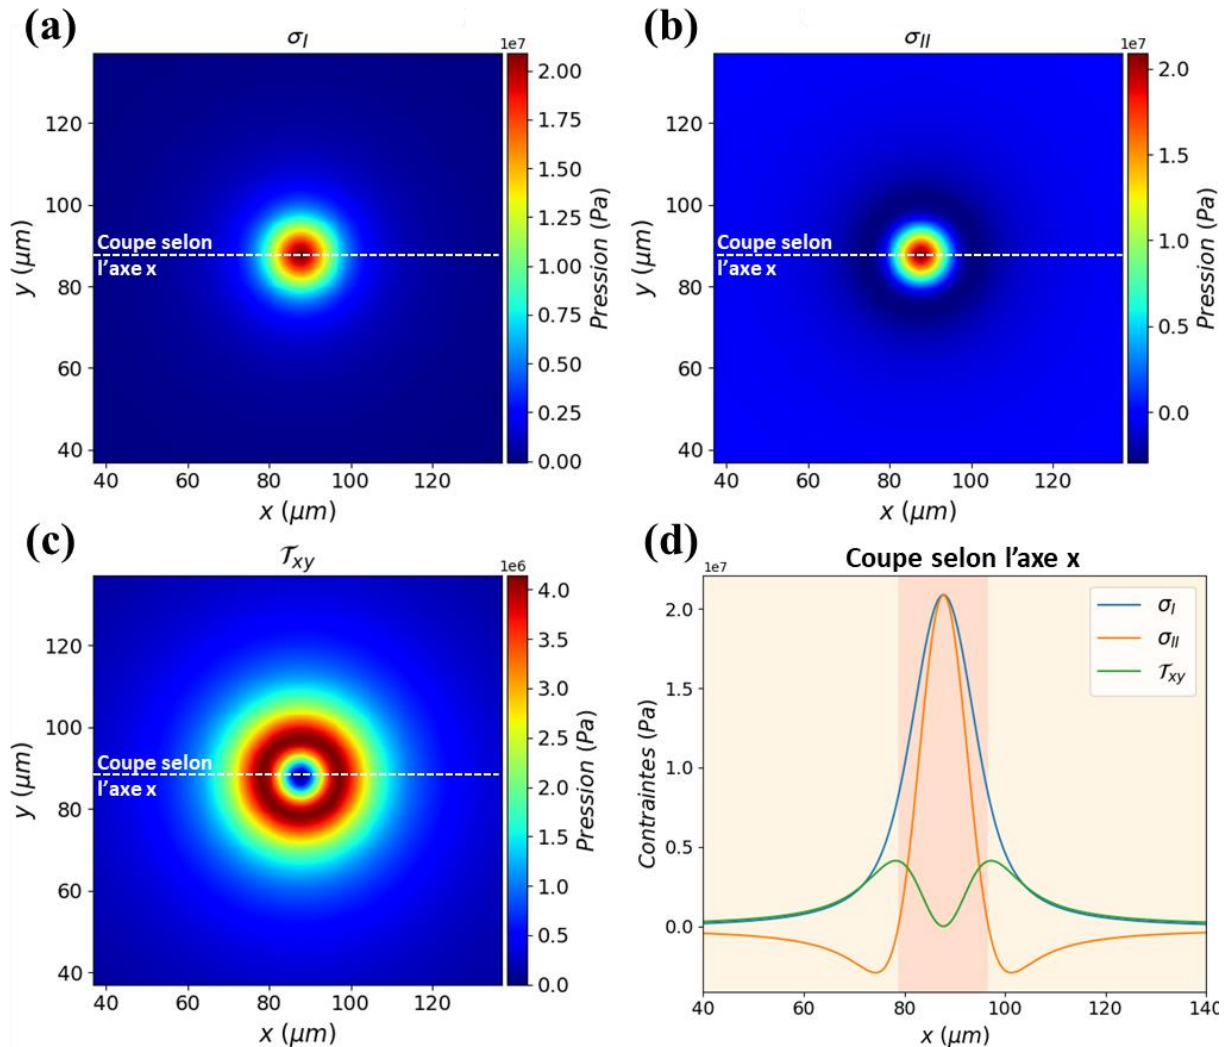 (a)
σ_I
1e7
120
100
80
60
40
40 60 80 100 120
x (μm)
y (μm)
Coupe selon
l'axe x
2.00
1.75
1.50
1.25
1.00
0.75
0.50
0.25
0.00
Pression (Pa)
(b)
σ_II
1e7
120
100
80
60
40
40 60 80 100 120
x (μm)
y (μm)
Coupe selon
l'axe x
2.0
1.5
1.0
0.5
0.0
Pression (Pa)
(c)
𝒯_xy
1e6
120
100
80
60
40
40 60 80 100 120
x (μm)
y (μm)
Coupe selon
l'axe x
4.0
3.5
3.0
2.5
2.0
1.5
1.0
0.5
0.0
Pression (Pa)
(d)
Coupe selon l'axe x
1e7
2.0
1.5
1.0
0.5
0.0
Contraintes (Pa)
σ_I
σ_II
𝒯_xy
40 60 80 100 120 140
x (μm)